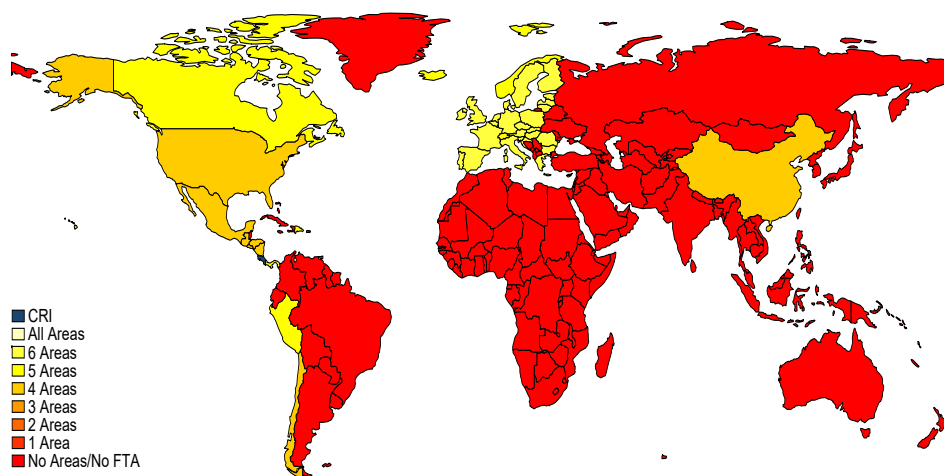 CRI
All Areas
6 Areas
5 Areas
4 Areas
3 Areas
2 Areas
1 Area
No Areas/No FTA